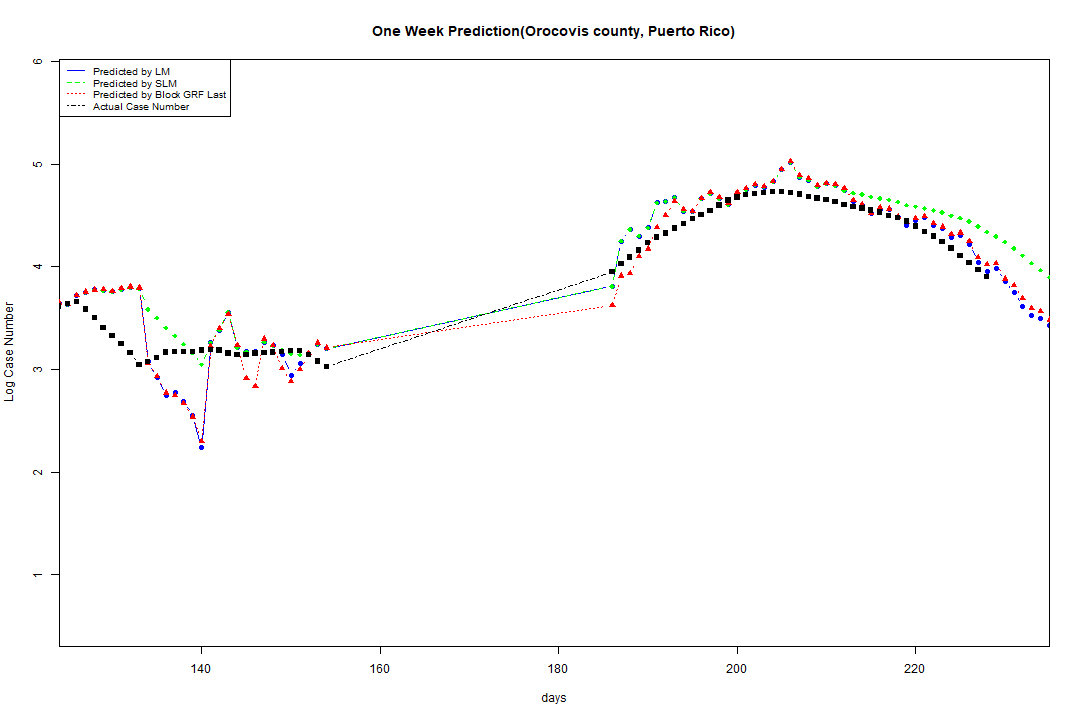 One Week Prediction(Orocovis county, Puerto Rico)
Predicted by LM
Predicted by SLM
Predicted by Block GRF Last
Actual Case Number
6
5
4
3
2
1
Log Case Number
140 160 180 200 220
days